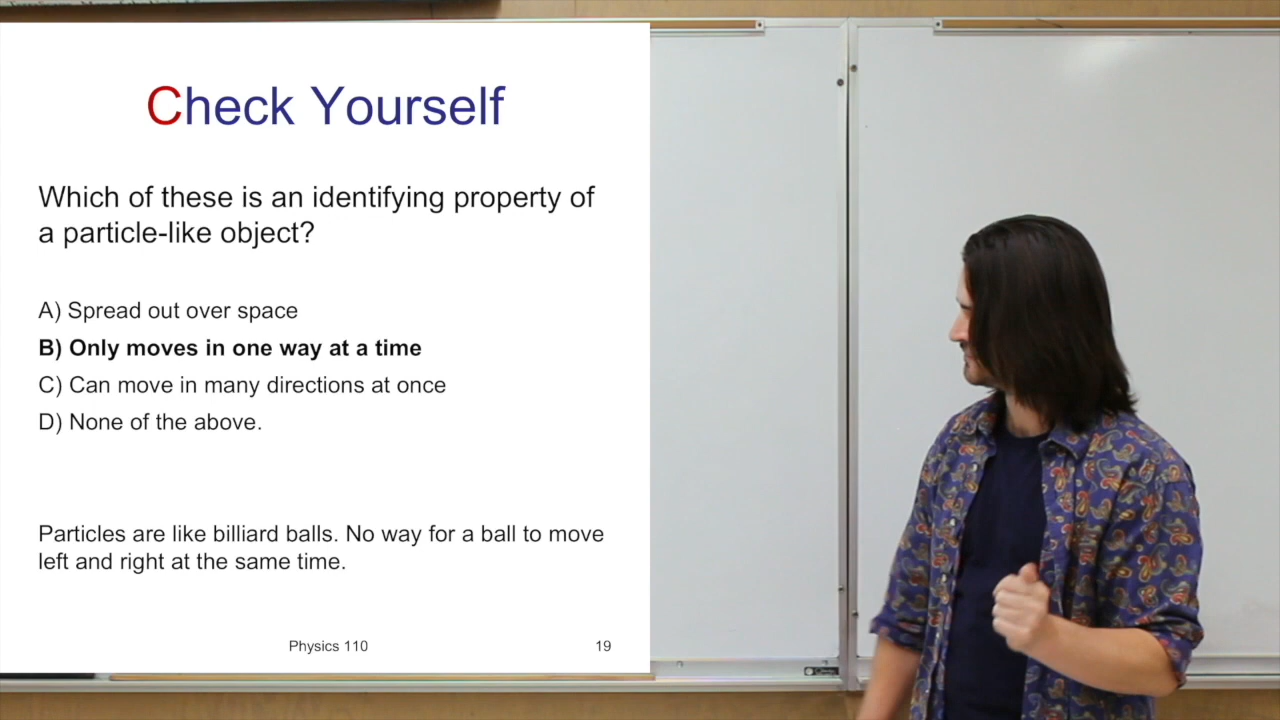 Check Yourself
Which of these is an identifying property of
a particle-like object?
A) Spread out over space
B) Only moves in one way at a time
C) Can move in many directions at once
D) None of the above.
Particles are like billiard balls. No way for a ball to move
left and right at the same time.
Physics 110
19